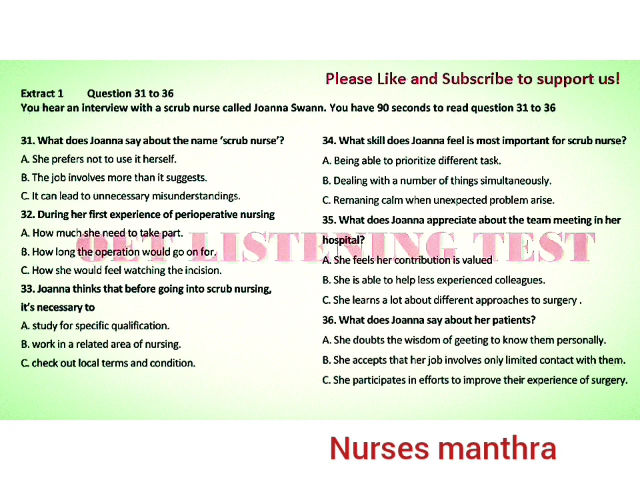 Please Like and Subscribe to support us!
Extract 1 Question 31 to 36
You hear an interview with a scrub nurse called Joanna Swann. You have 90 seconds to read question 31 to 36
31. What does Joanna say about the name ‘scrub nurse’?
A. She prefers not to use it herself.
B. The job involves more than it suggests.
C. It can lead to unnecessary misunderstandings.
32. During her first experience of perioperative nursing
A. How much she need to take part.
B. How long the operation would go on for.
C. How she would feel watching the incision.
33. Joanna thinks that before going into scrub nursing,
it’s necessary to
A. study for specific qualification.
B. work in a related area of nursing.
C. check out local terms and condition.
34. What skill does Joanna feel is most important for scrub nurse?
A. Being able to prioritize different task.
B. Dealing with a number of things simultaneously.
C. Remaning calm when unexpected problem arise.
35. What does Joanna appreciate about the team meeting in her
hospital?
A. She feels her contribution is valued
B. She is able to help less experienced colleagues.
C. She learns a lot about different approaches to surgery .
36. What does Joanna say about her patients?
A. She doubts the wisdom of geeting to know them personally.
B. She accepts that her job involves only limited contact with them.
C. She participates in efforts to improve their experience of surgery.
OET LISTENING TEST
Nurses manthra